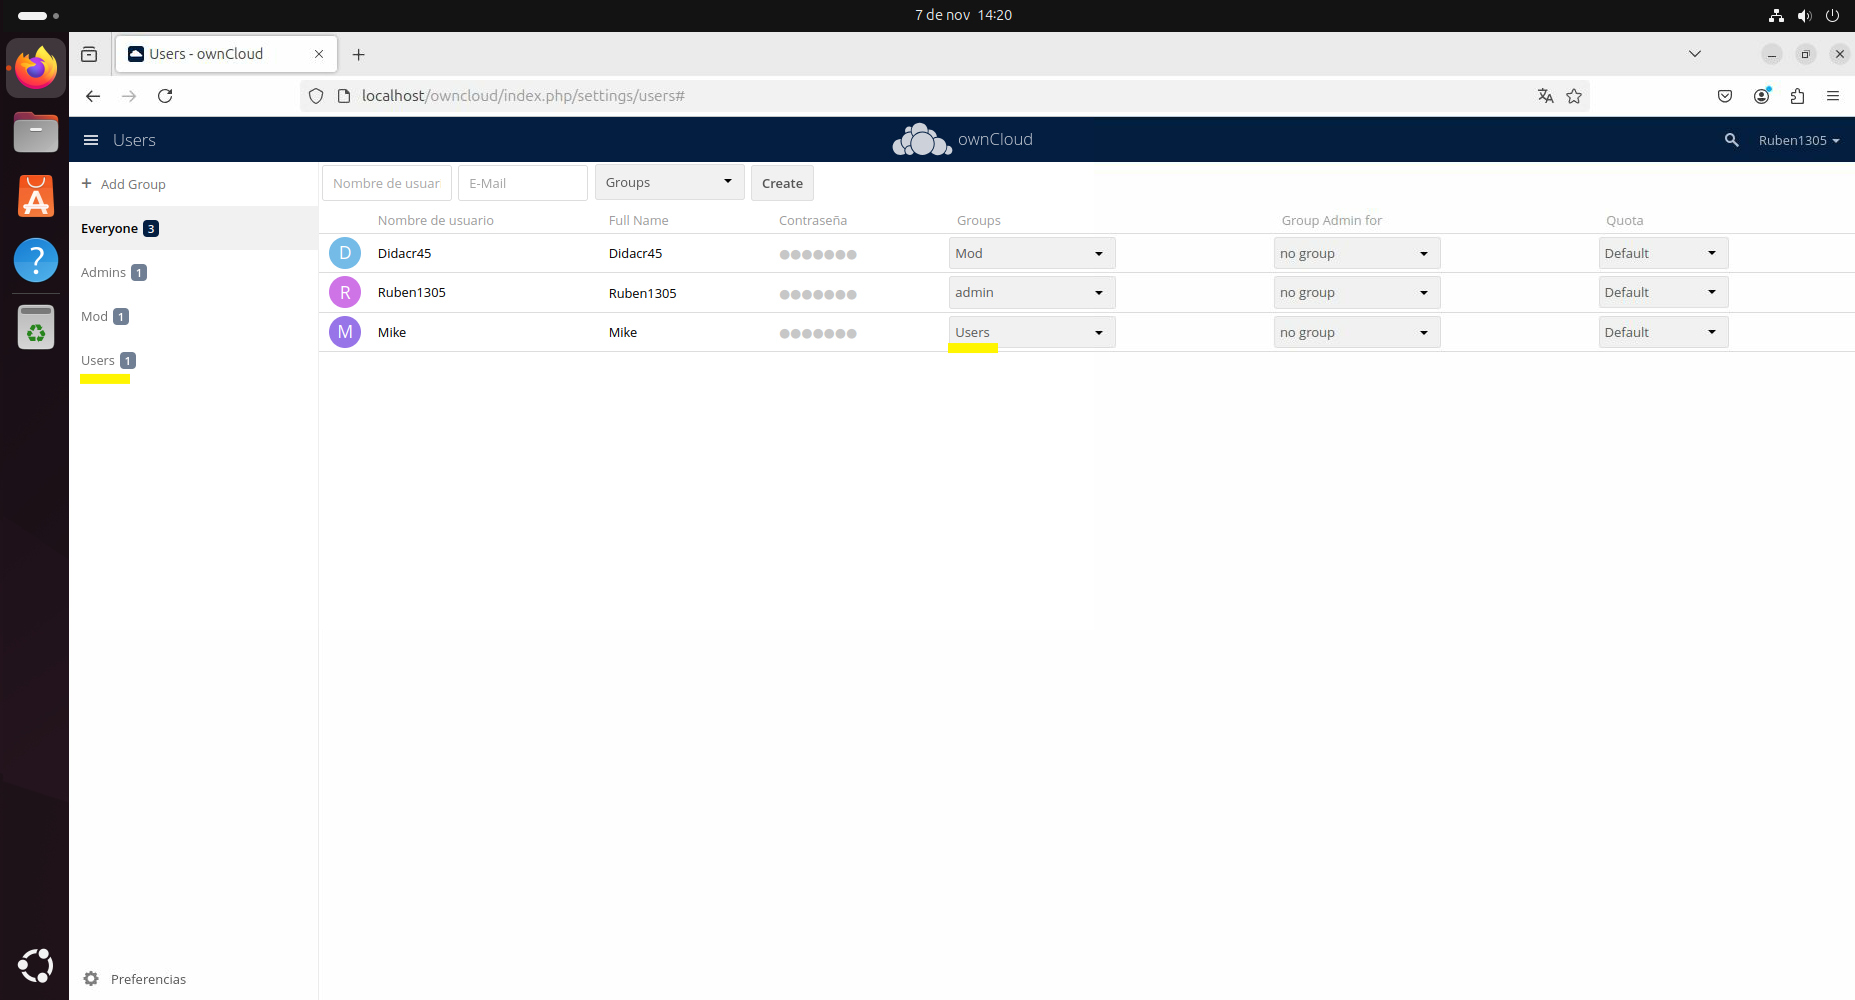 7 de nov 14:20
Users - ownCloud
localhost/owncloud/index.php/settings/users#
Users
ownCloud
Ruben1305
+ Add Group
Everyone 3
Admins 1
Mod 1
Users 1
Preferencias
Nombre de usuar
E-Mail
Groups
Create
Nombre de usuario Full Name Contraseña Groups Group Admin for Quota
D Didacr45 Didacr45 ●●●●●●● Mod no group Default
R Ruben1305 Ruben1305 ●●●●●●● admin no group Default
M Mike Mike ●●●●●●● Users no group Default